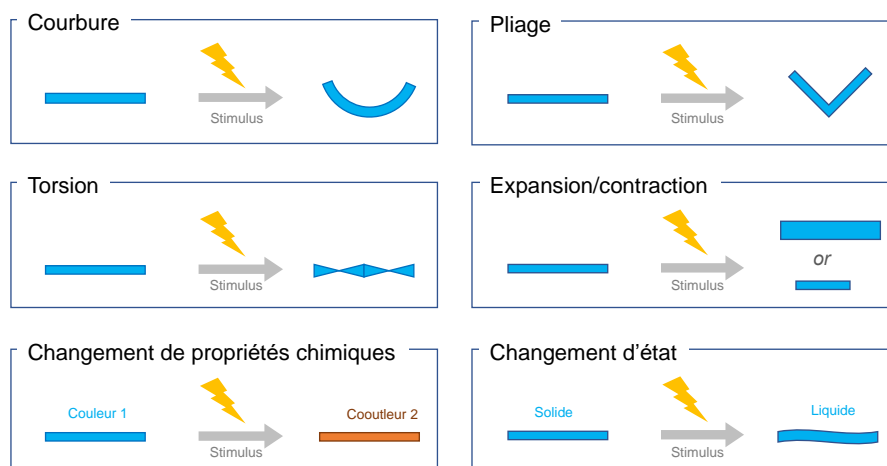 Courbure
Stimulus
Pliage
Stimulus
Torsion
Stimulus
Expansion/contraction
Stimulus
or
Changement de propriétés chimiques
Couleur 1
Stimulus
Cooutleur 2
Changement d'état
Solide
Stimulus
Liquide